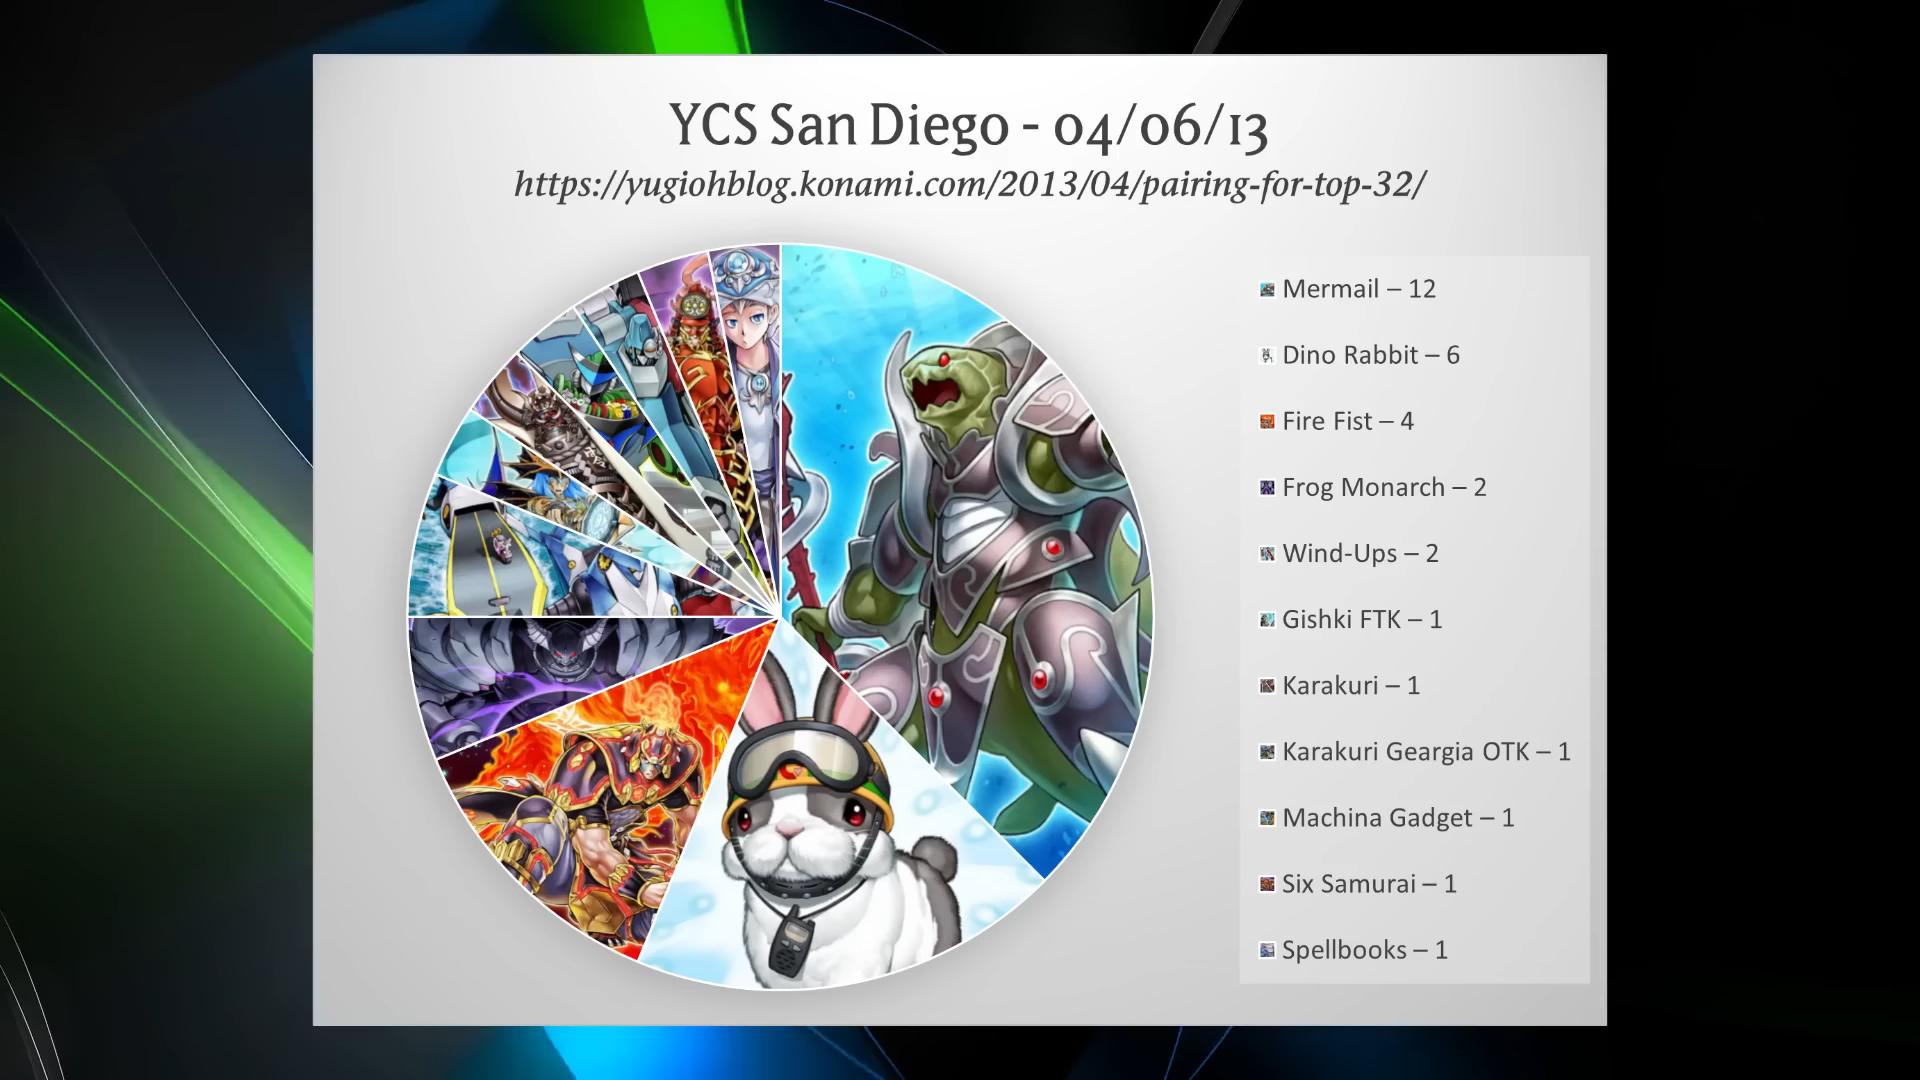 YCS San Diego - 04/06/13
https://yugiohblog.konami.com/2013/04/pairing-for-top-32/
Mermail – 12
Dino Rabbit – 6
Fire Fist – 4
Frog Monarch – 2
Wind-Ups – 2
Gishki FTK – 1
Karakuri – 1
Karakuri Geargia OTK – 1
Machina Gadget – 1
Six Samurai – 1
Spellbooks – 1